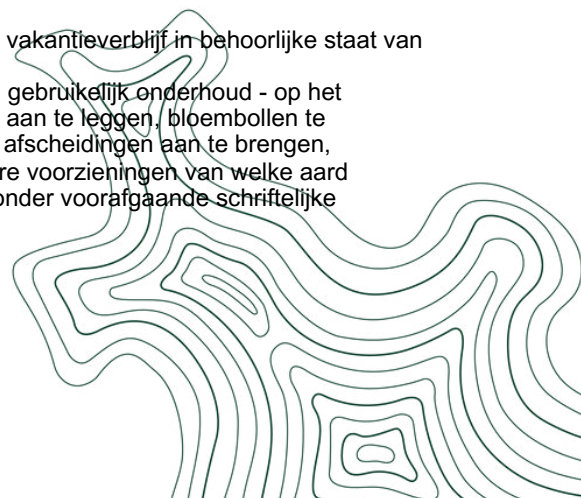 vakantieverblijf in behoorlijke staat van
gebruikelijk onderhoud - op het
aan te leggen, bloembollen te
afscheidingen aan te brengen,
re voorzieningen van welke aard
onder voorafgaande schriftelijke